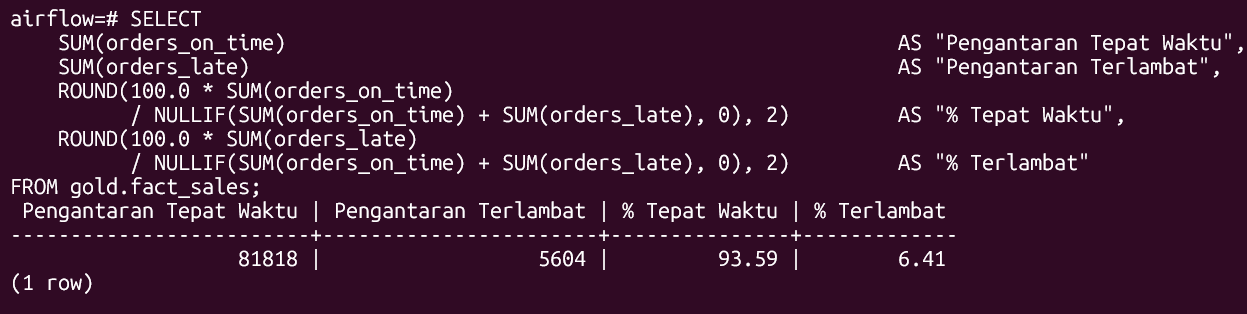 airflow=# SELECT
    SUM(orders_on_time)                                                   AS "Pengantaran Tepat Waktu",
    SUM(orders_late)                                                      AS "Pengantaran Terlambat",
    ROUND(100.0 * SUM(orders_on_time)
          / NULLIF(SUM(orders_on_time) + SUM(orders_late), 0), 2)         AS "% Tepat Waktu",
    ROUND(100.0 * SUM(orders_late)
          / NULLIF(SUM(orders_on_time) + SUM(orders_late), 0), 2)         AS "% Terlambat"
FROM gold.fact_sales;
 Pengantaran Tepat Waktu | Pengantaran Terlambat | % Tepat Waktu | % Terlambat
-------------------------+-----------------------+---------------+-------------
                   81818 |                  5604 |         93.59 |        6.41
(1 row)